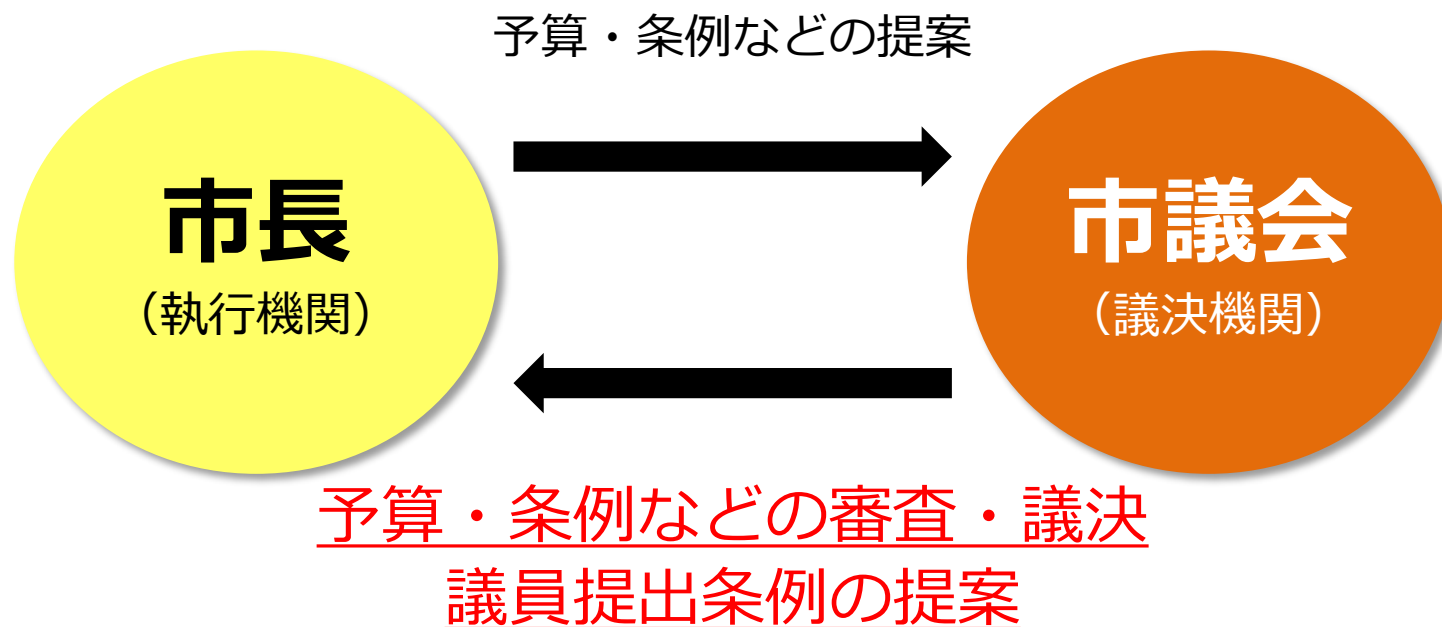 予算・条例などの提案
市長
（執行機関）
市議会
（議決機関）
予算・条例などの審査・議決
議員提出条例の提案